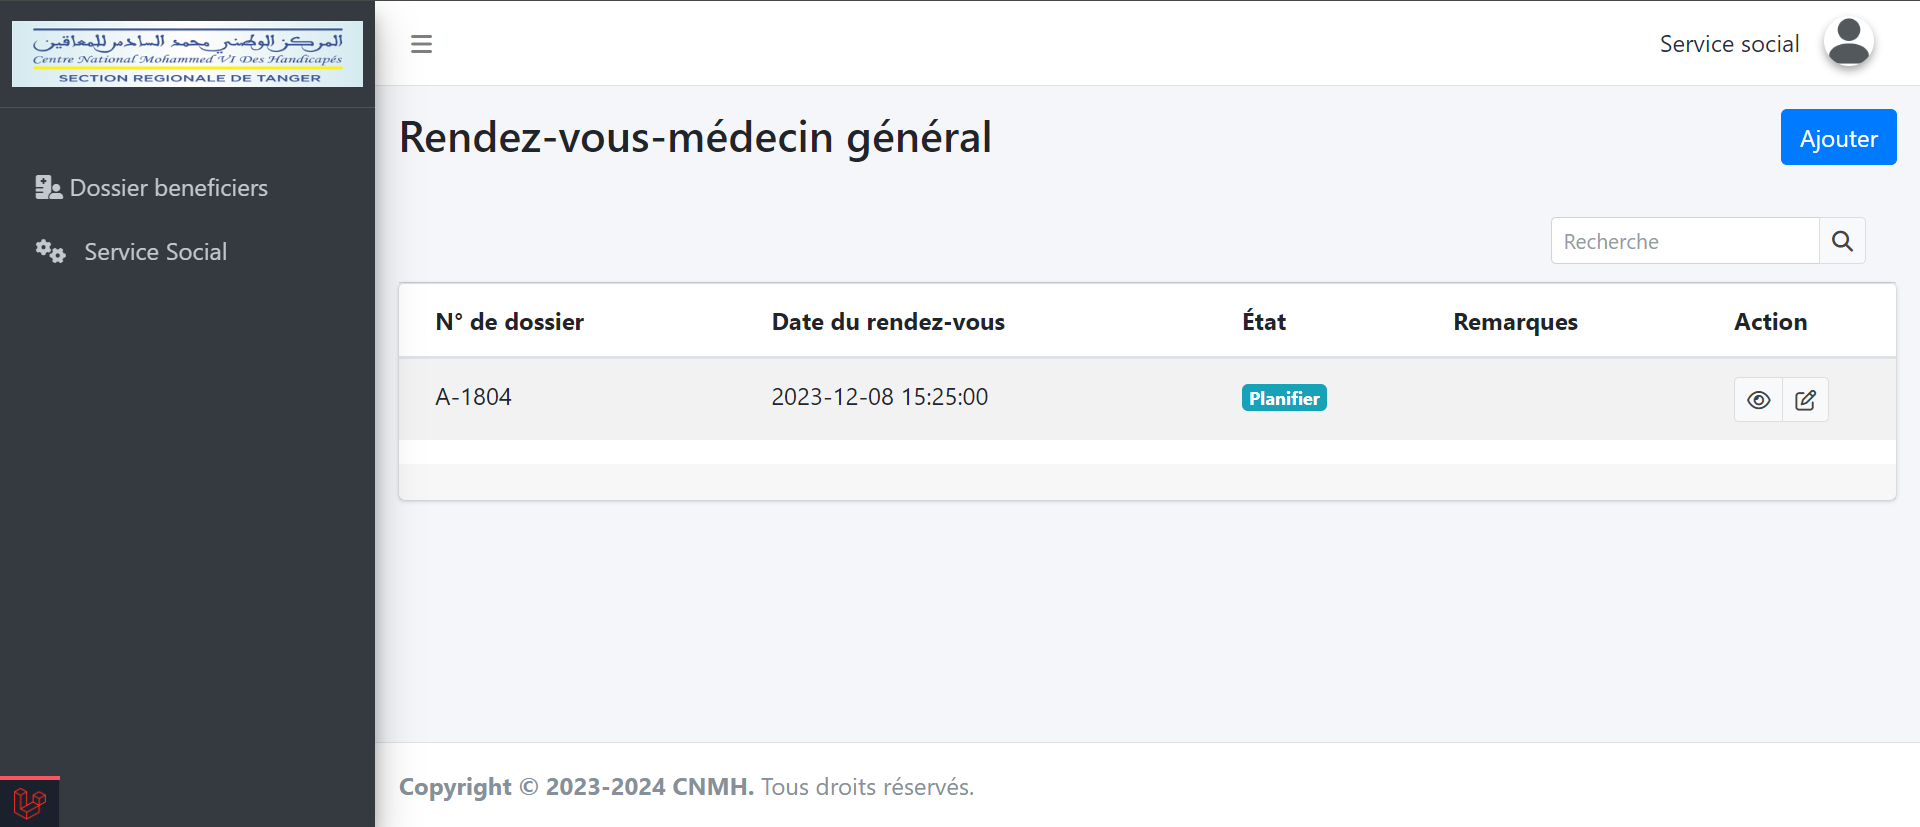 المركز الوطني محمد السادس للمعاقين
Centre National Mohammed VI Des Handicapés
SECTION REGIONALE DE TANGER
Service social
Dossier beneficiers
Service Social
Rendez-vous-médecin général
Ajouter
Recherche
N° de dossier Date du rendez-vous État Remarques Action
A-1804 2023-12-08 15:25:00 Planifier
Copyright © 2023-2024 CNMH. Tous droits réservés.